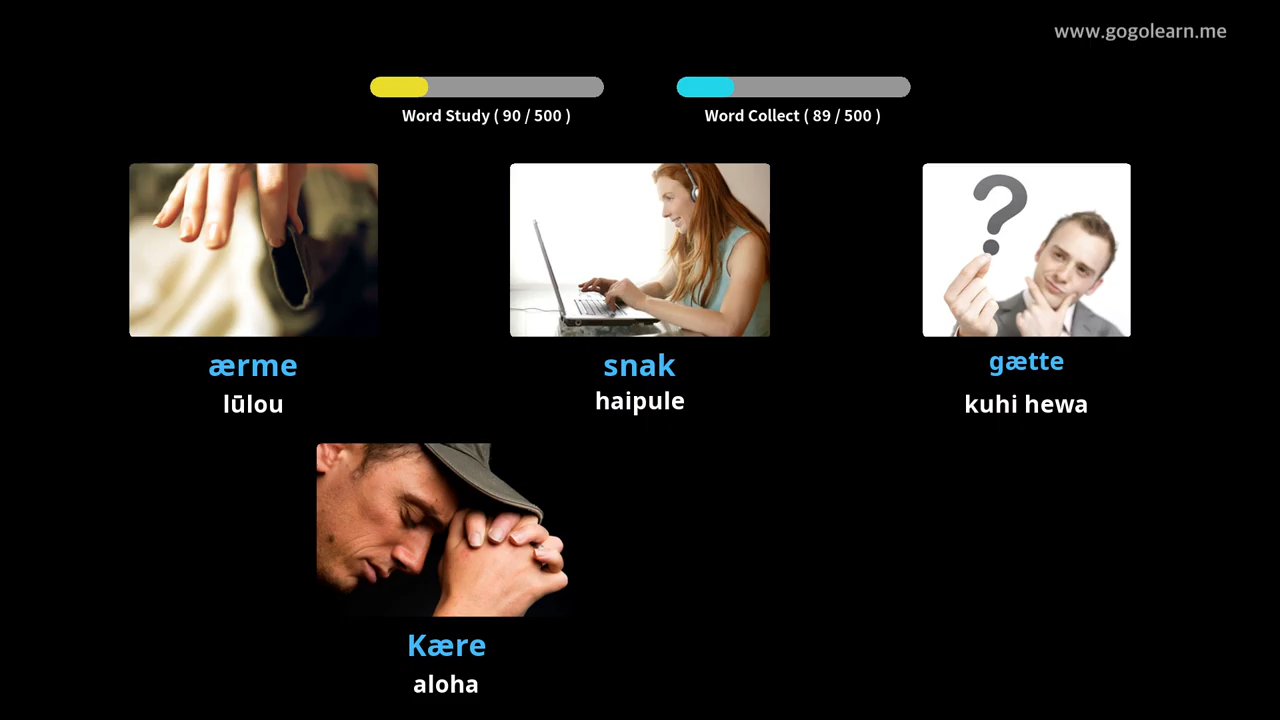 www.gogolearn.me
Word Study ( 90 / 500 )
Word Collect ( 89 / 500 )
ærme
lūlou
snak
haipule
gætte
kuhi hewa
Kære
aloha